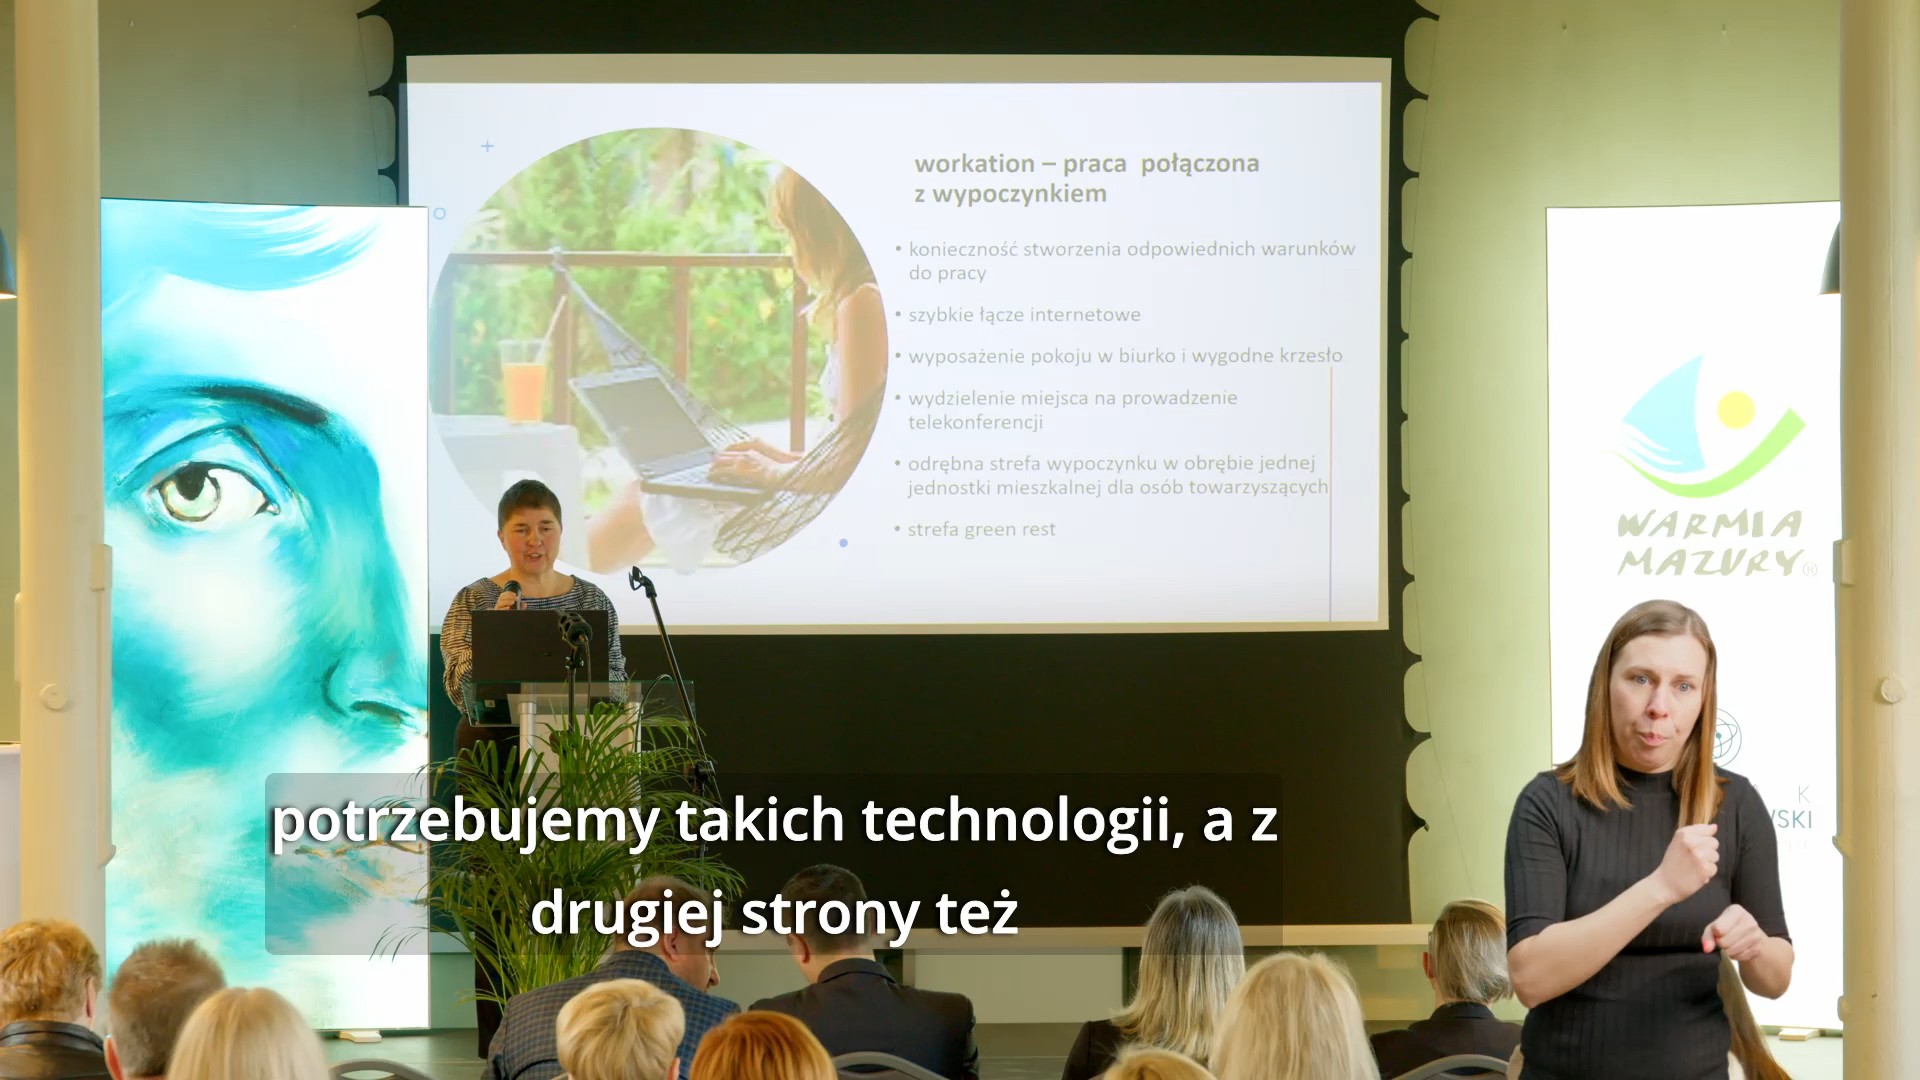 workation – praca połączona
z wypoczynkiem
• konieczność stworzenia odpowiednich warunków
do pracy
• szybkie łącze internetowe
• wyposażenie pokoju w biurko i wygodne krzesło
• wydzielenie miejsca na prowadzenie
telekonferencji
• odrębna strefa wypoczynku w obrębie jednej
jednostki mieszkalnej dla osób towarzyszących
• strefa green rest
WARMIA
MAZURY®
potrzebujemy takich technologii, a z
drugiej strony też